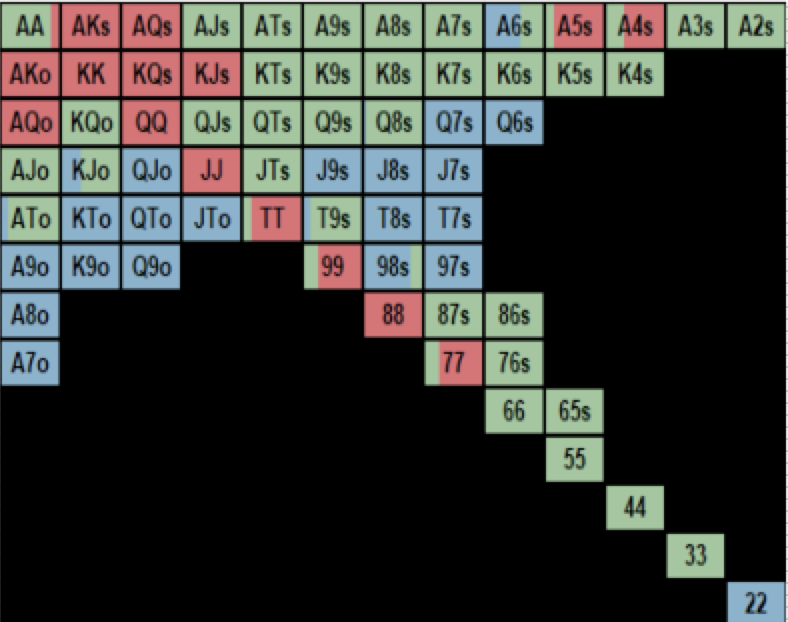 AA AKs AQs AJs ATs A9s A8s A7s A6s A5s A4s A3s A2s
AKo KK KQs KJs KTs K9s K8s K7s K6s K5s K4s
AQo KQo QQ QJs QTs Q9s Q8s Q7s Q6s
AJo KJo QJo JJ JTs J9s J8s J7s
ATo KTo QTo JTo TT T9s T8s T7s
A9o K9o Q9o 99 98s 97s
A8o 88 87s 86s
A7o 77 76s
66 65s
55
44
33
22